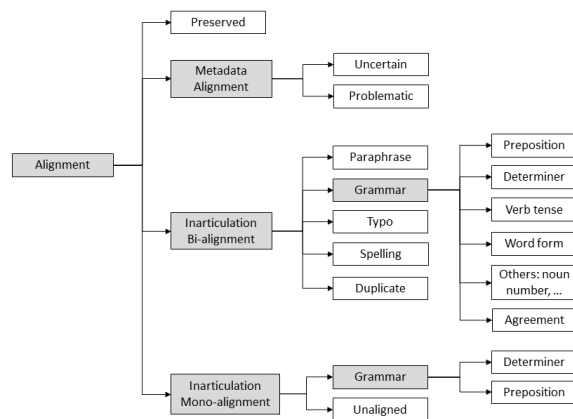 Preserved
Metadata
Alignment
Uncertain
Problematic
Alignment
Inarticulation
Bi-alignment
Paraphrase
Grammar
Typo
Spelling
Duplicate
Preposition
Determiner
Verb tense
Word form
Others: noun
number, ...
Agreement
Inarticulation
Mono-alignment
Grammar
Unaligned
Determiner
Preposition